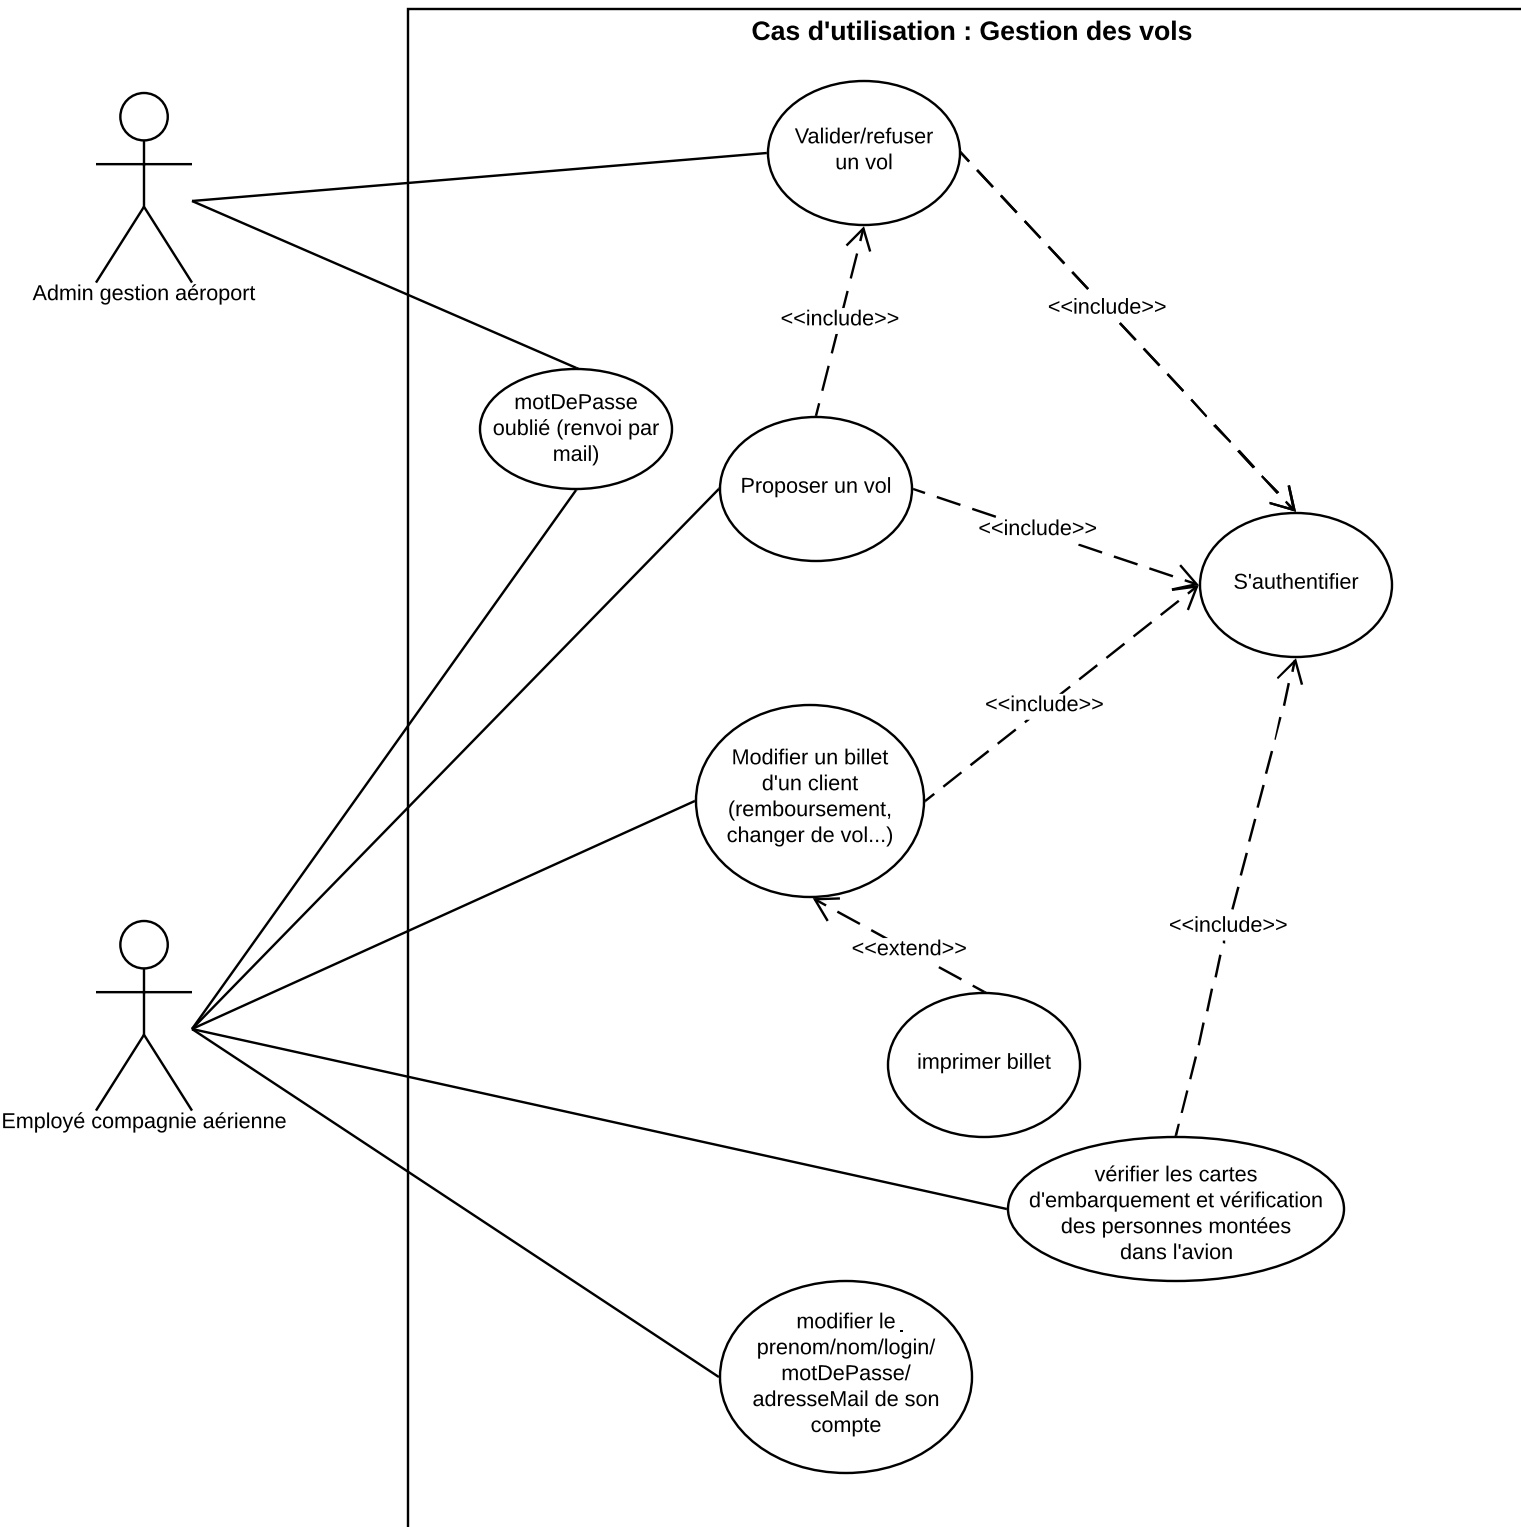 Cas d'utilisation : Gestion des vols
Valider/refuser
un vol
Admin gestion aéroport
<<include>>
<<include>>
motDePasse
oublié (renvoi par
mail)
Proposer un vol
<<include>>
S'authentifier
<<include>>
Modifier un billet
d'un client
(remboursement,
changer de vol...)
<<include>>
<<extend>>
imprimer billet
Employé compagnie aérienne
vérifier les cartes
d'embarquement et vérification
des personnes montées
dans l'avion
modifier le
prenom/nom/login/
motDePasse/
adresseMail de son
compte